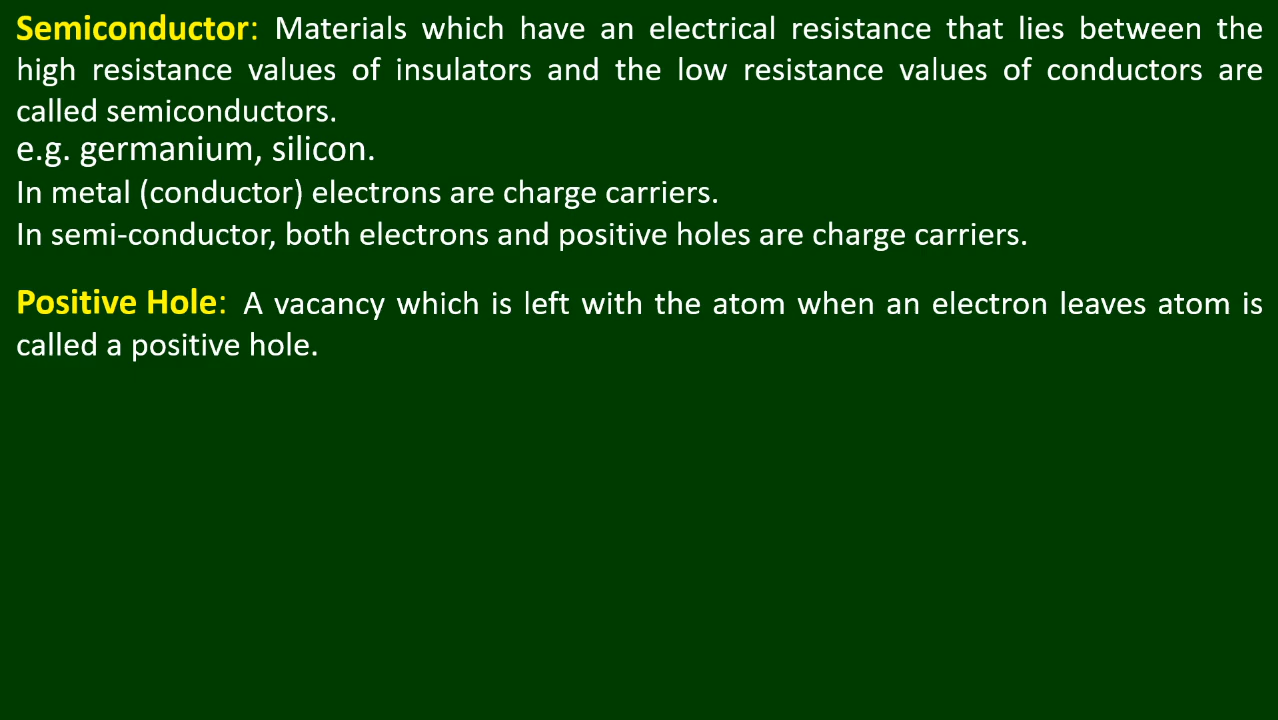 Semiconductor: Materials which have an electrical resistance that lies between the
high resistance values of insulators and the low resistance values of conductors are
called semiconductors.
e.g. germanium, silicon.
In metal (conductor) electrons are charge carriers.
In semi-conductor, both electrons and positive holes are charge carriers.
Positive Hole: A vacancy which is left with the atom when an electron leaves atom is
called a positive hole.